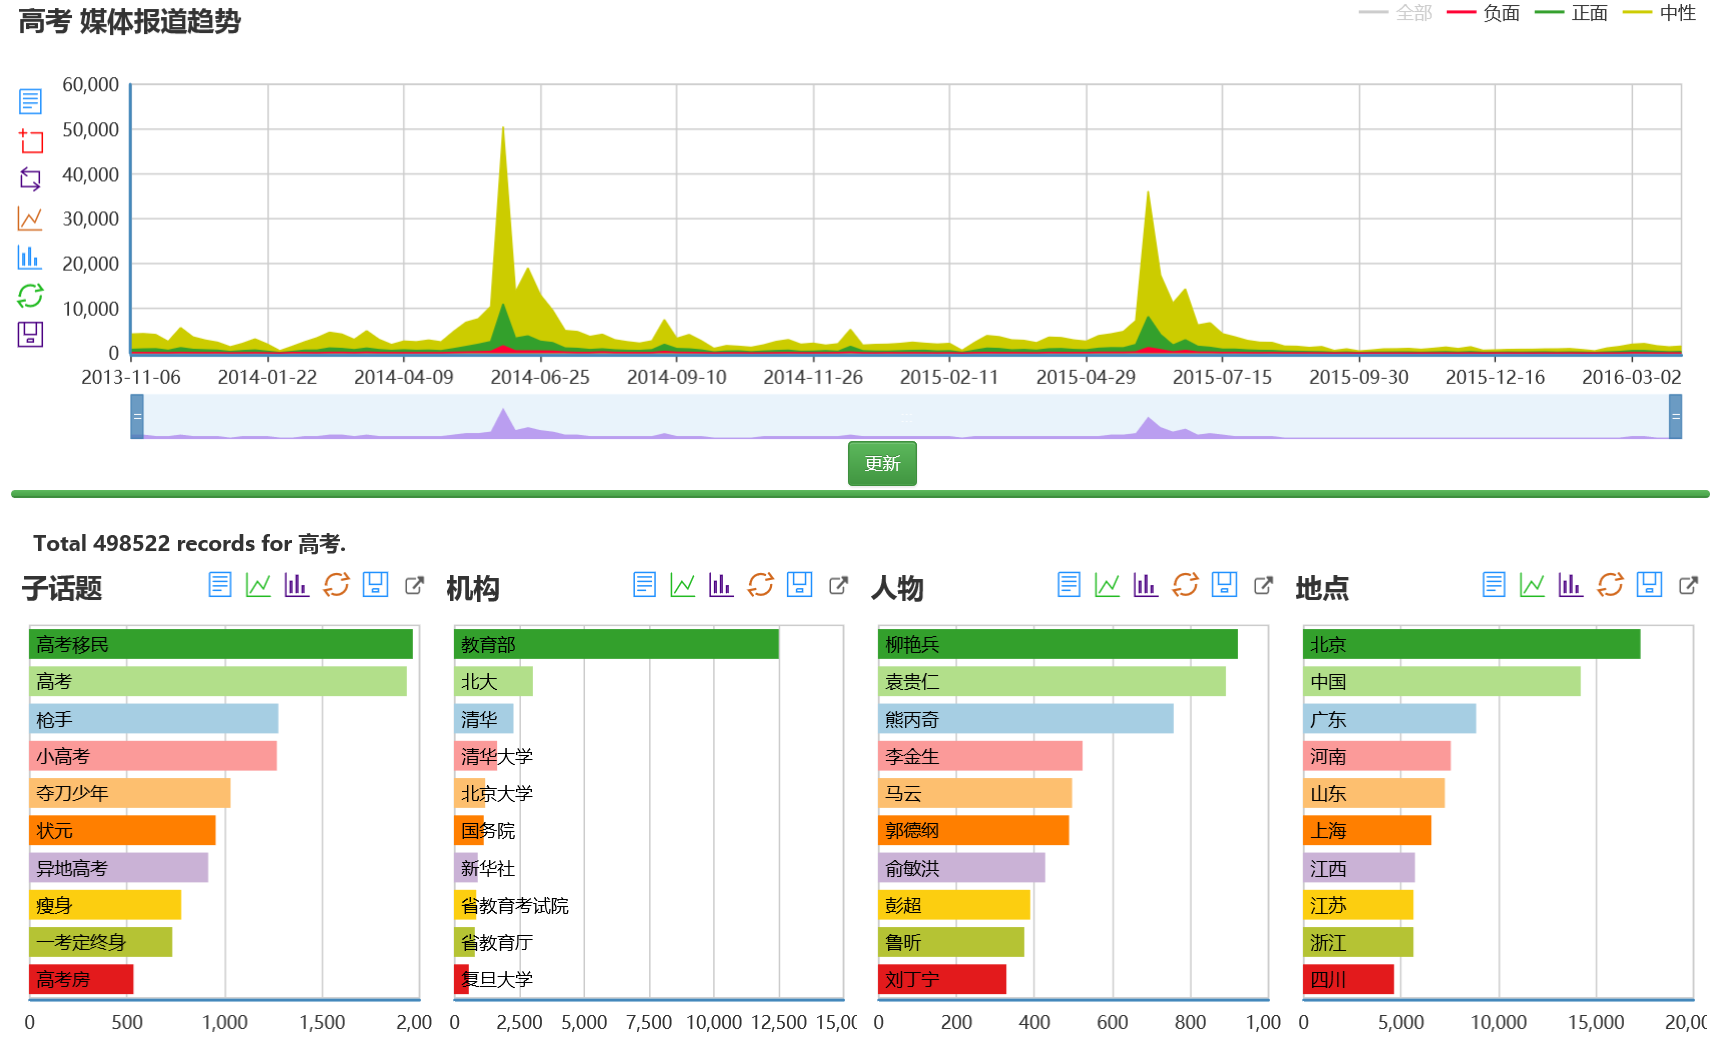 高考 媒体报道趋势
全部 负面 正面 中性
60,000
50,000
40,000
30,000
20,000
10,000
0
2013-11-06 2014-01-22 2014-04-09 2014-06-25 2014-09-10 2014-11-26 2015-02-11 2015-04-29 2015-07-15 2015-09-30 2015-12-16 2016-03-02
更新
Total 498522 records for 高考.
子话题
高考移民
高考
枪手
小高考
夺刀少年
状元
异地高考
瘦身
一考定终身
高考房
0 500 1,000 1,500 2,00
机构
教育部
北大
清华
清华大学
北京大学
国务院
新华社
省教育考试院
省教育厅
复旦大学
0 2,500 5,000 7,500 10,000 12,500 15,00
人物
柳艳兵
袁贵仁
熊丙奇
李金生
马云
郭德纲
俞敏洪
彭超
鲁昕
刘丁宁
0 200 400 600 800 1,00
地点
北京
中国
广东
河南
山东
上海
江西
江苏
浙江
四川
0 5,000 10,000 15,000 20,00